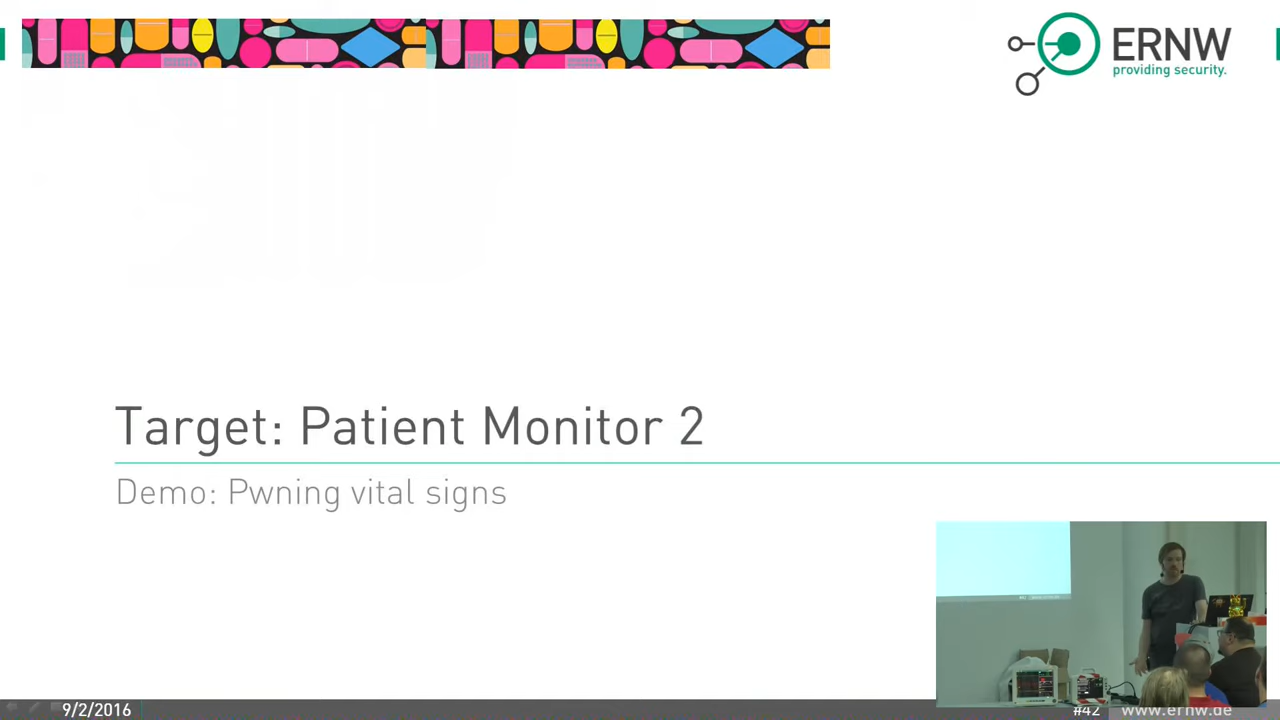 ERNW
providing security.
Target: Patient Monitor 2
Demo: Pwning vital signs
9/2/2016
#42
www.ernw.de